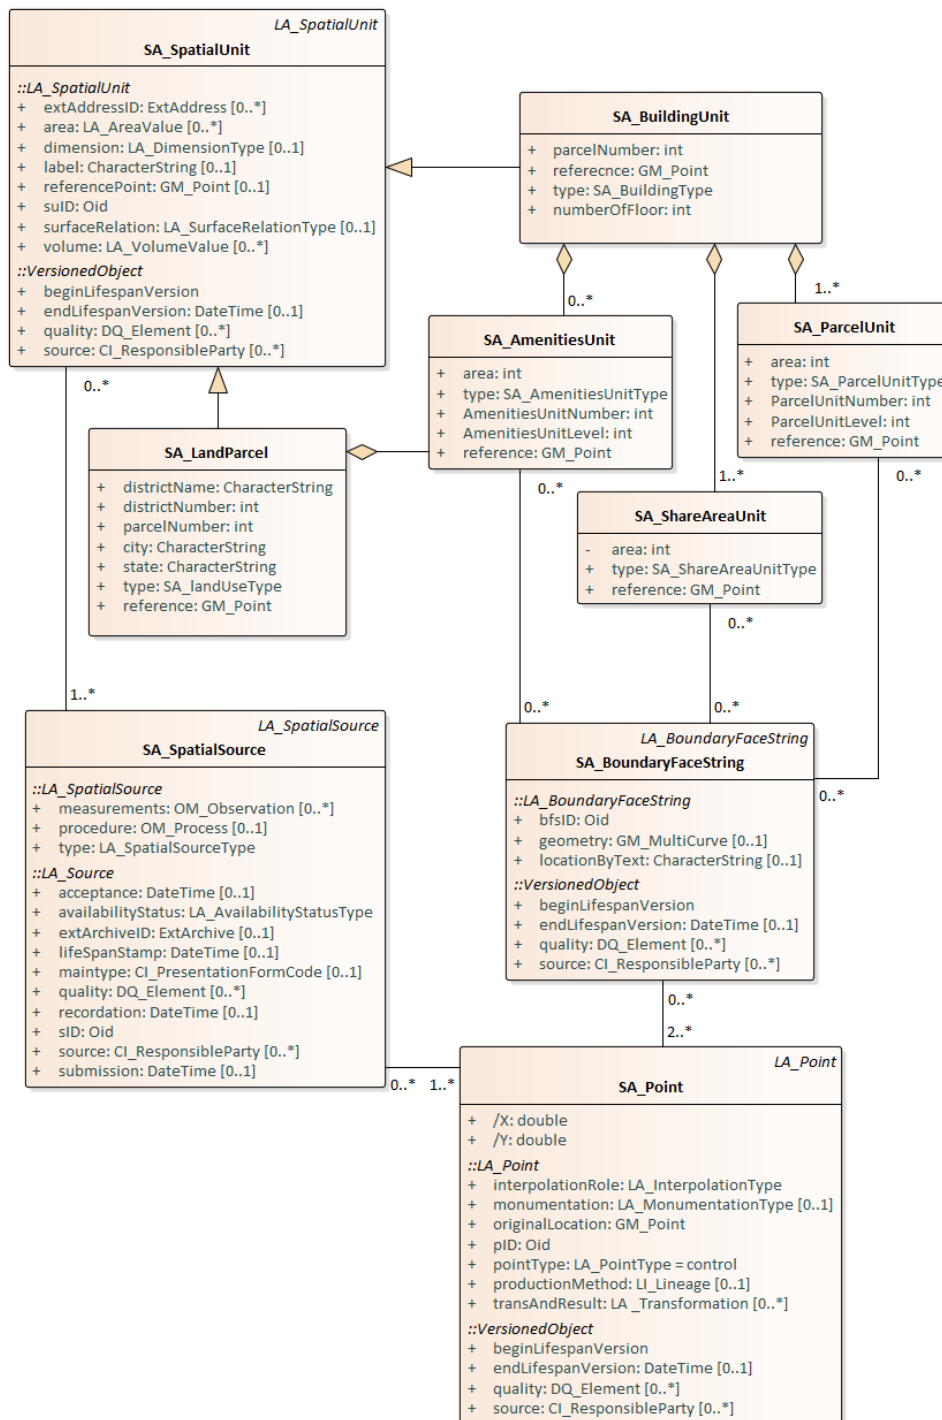 LA_SpatialUnit
SA_SpatialUnit
::LA_SpatialUnit
+ extAddressID: ExtAddress [0..*]
+ area: LA_AreaValue [0..*]
+ dimension: LA_DimensionType [0..1]
+ label: CharacterString [0..1]
+ referencePoint: GM_Point [0..1]
+ suID: Oid
+ surfaceRelation: LA_SurfaceRelationType [0..1]
+ volume: LA_VolumeValue [0..*]
::VersionedObject
+ beginLifespanVersion
+ endLifespanVersion: DateTime [0..1]
+ quality: DQ_Element [0..*]
+ source: CI_ResponsibleParty [0..*]
SA_BuildingUnit
+ parcelNumber: int
+ referecnce: GM_Point
+ type: SA_BuildingType
+ numberOfFloor: int
0..*
1..*
SA_AmenitiesUnit
+ area: int
+ type: SA_AmenitiesUnitType
+ AmenitiesUnitNumber: int
+ AmenitiesUnitLevel: int
+ reference: GM_Point
SA_ParcelUnit
+ area: int
+ type: SA_ParcelUnitType
+ ParcelUnitNumber: int
+ ParcelUnitLevel: int
+ reference: GM_Point
0..*
SA_LandParcel
+ districtName: CharacterString
+ districtNumber: int
+ parcelNumber: int
+ city: CharacterString
+ state: CharacterString
+ type: SA_landUseType
+ reference: GM_Point
0..*
1..*
0..*
SA_ShareAreaUnit
- area: int
+ type: SA_ShareAreaUnitType
+ reference: GM_Point
0..*
1..*
0..*
0..*
LA_SpatialSource
SA_SpatialSource
::LA_SpatialSource
+ measurements: OM_Observation [0..*]
+ procedure: OM_Process [0..1]
+ type: LA_SpatialSourceType
::LA_Source
+ acceptance: DateTime [0..1]
+ availabilityStatus: LA_AvailabilityStatusType
+ extArchiveID: ExtArchive [0..1]
+ lifeSpanStamp: DateTime [0..1]
+ maintype: CI_PresentationFormCode [0..1]
+ quality: DQ_Element [0..*]
+ recordation: DateTime [0..1]
+ sID: Oid
+ source: CI_ResponsibleParty [0..*]
+ submission: DateTime [0..1]
LA_BoundaryFaceString
SA_BoundaryFaceString
::LA_BoundaryFaceString
+ bfsID: Oid
+ geometry: GM_MultiCurve [0..1]
+ locationByText: CharacterString [0..1]
::VersionedObject
+ beginLifespanVersion
+ endLifespanVersion: DateTime [0..1]
+ quality: DQ_Element [0..*]
+ source: CI_ResponsibleParty [0..*]
0..*
0..*
2..*
0..*
1..*
LA_Point
SA_Point
+ /X: double
+ /Y: double
::LA_Point
+ interpolationRole: LA_InterpolationType
+ monumentation: LA_MonumentationType [0..1]
+ originalLocation: GM_Point
+ pID: Oid
+ pointType: LA_PointType = control
+ productionMethod: LI_Lineage [0..1]
+ transAndResult: LA _Transformation [0..*]
::VersionedObject
+ beginLifespanVersion
+ endLifespanVersion: DateTime [0..1]
+ quality: DQ_Element [0..*]
+ source: CI_ResponsibleParty [0..*]